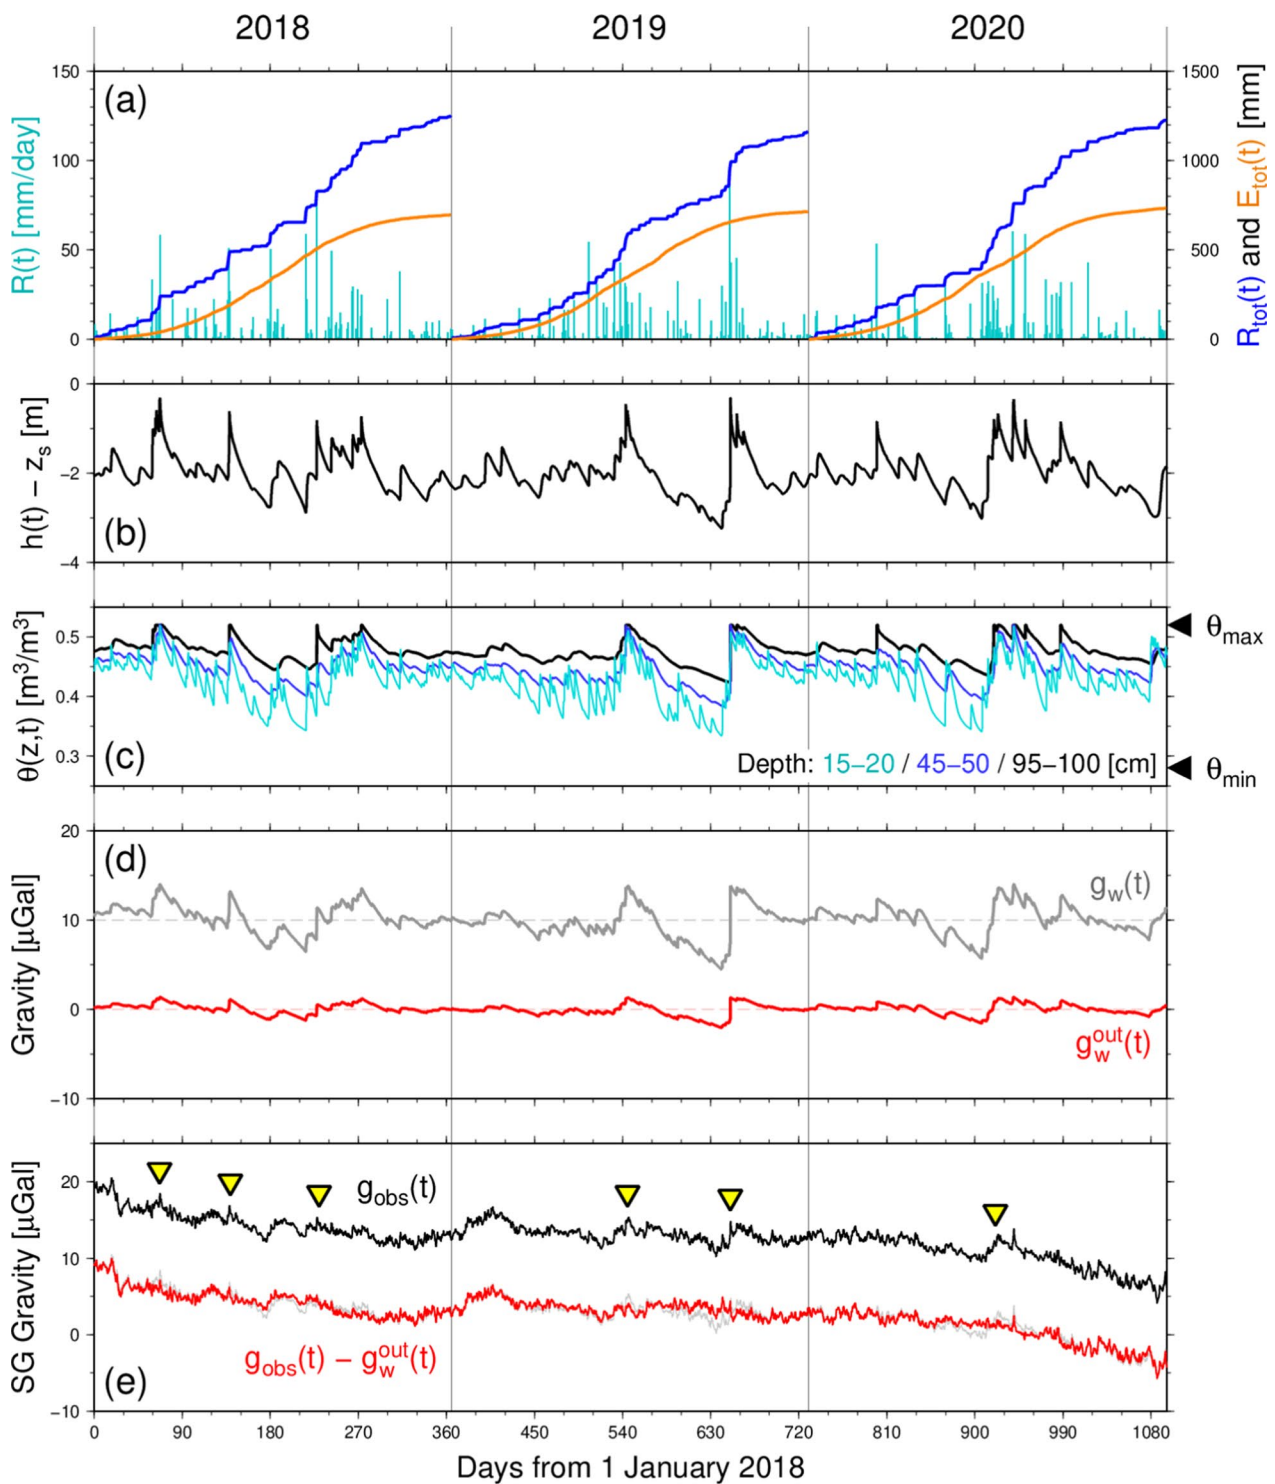 2018 2019 2020
(a)
R(t) [mm/day]
150
100
50
0
1500
1000
500
0
Rtot(t) and Etot(t) [mm]
(b)
h(t) − zs [m]
0
−2
−4
(c)
θ(z,t) [m³/m³]
0.5
0.4
0.3
θmax
θmin
Depth: 15−20 / 45−50 / 95−100 [cm]
(d)
Gravity [μGal]
20
10
0
−10
gw(t)
gwout(t)
(e)
SG Gravity [μGal]
20
10
0
−10
gobs(t)
gobs(t) − gwout(t)
0 90 180 270 360 450 540 630 720 810 900 990 1080
Days from 1 January 2018